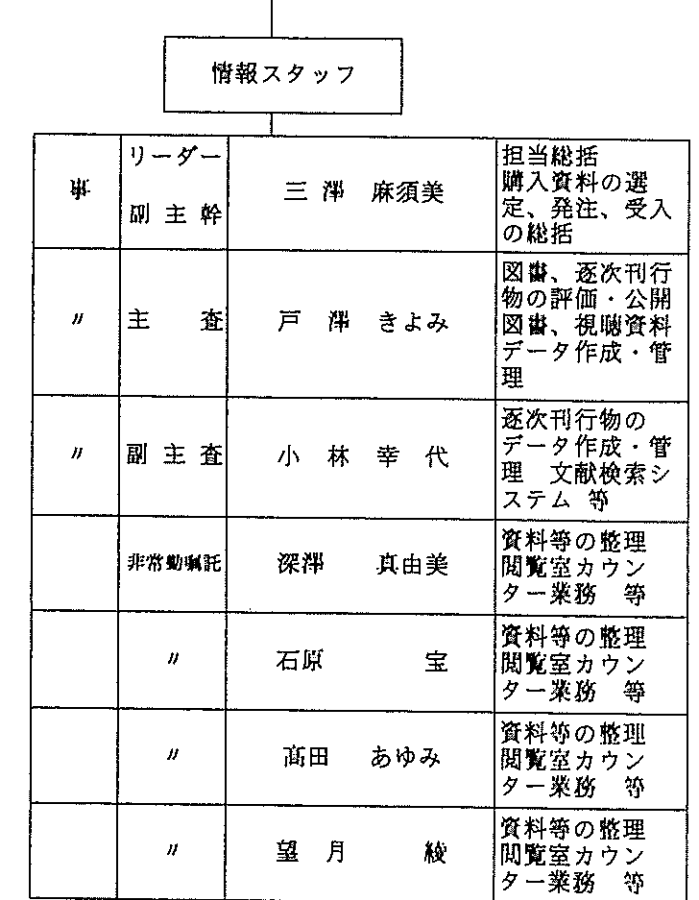 情報スタッフ
事 リーダー 副 主 幹 三 澤 麻須美 担当総括
購入資料の選
定、発注、受入
の総括
〃 主 査 戸 澤 きよみ 図書、逐次刊行
物の評価・公開
図書、視聴資料
データ作成・管
理
〃 副 主 査 小 林 幸 代 逐次刊行物の
データ作成・管
理 文献検索シ
ステム 等
非常勤嘱託 深澤 真由美 資料等の整理
閲覧室カウン
ター業務 等
〃 石原 宝 資料等の整理
閲覧室カウン
ター業務 等
〃 髙田 あゆみ 資料等の整理
閲覧室カウン
ター業務 等
〃 望 月 綾 資料等の整理
閲覧室カウン
ター業務 等